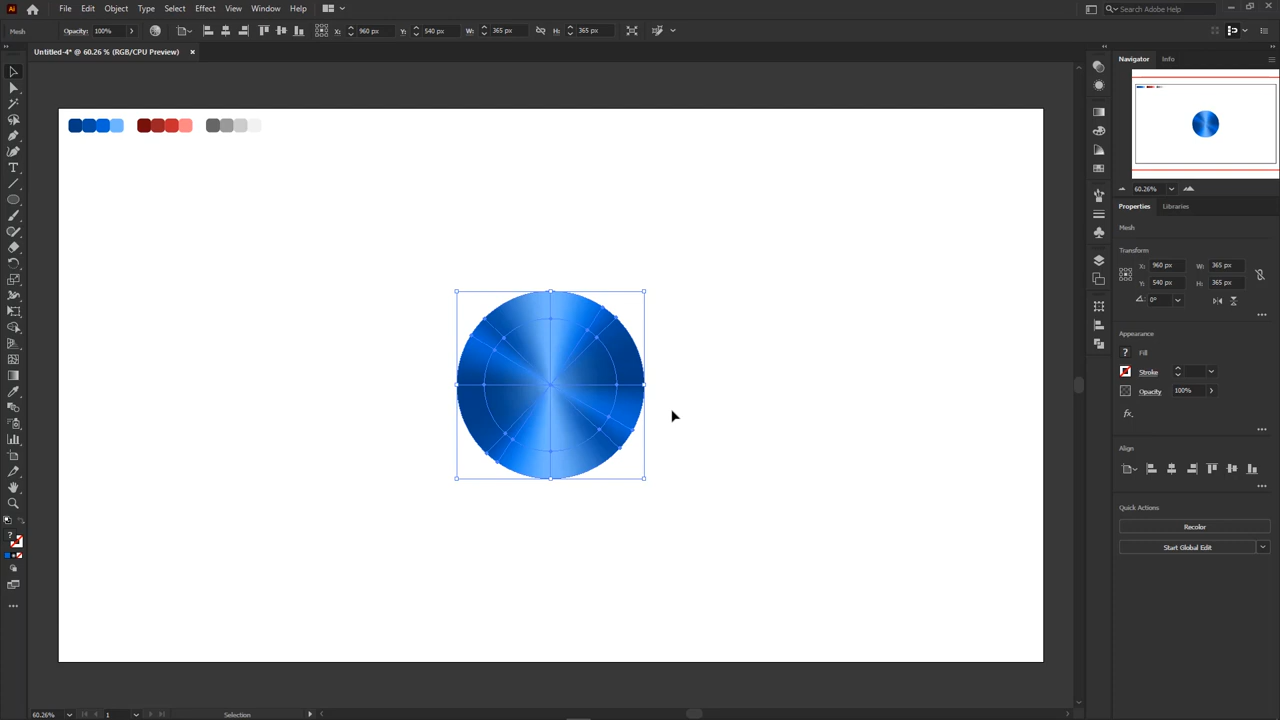 Ai File Edit Object Type Select Effect View Window Help Search Adobe Help
Mesh Opacity: 100% X: 960 px Y: 540 px W: 365 px H: 365 px
Untitled-4* @ 60.26 % (RGB/CPU Preview) ×
Navigator Info
60.26%
Properties Libraries
Mesh
Transform
X: 960 px W: 365 px
Y: 540 px H: 365 px
0°
Appearance
? Fill
Stroke
Opacity 100%
fx.
Align
Quick Actions
Recolor
Start Global Edit
60.26% 1 Selection